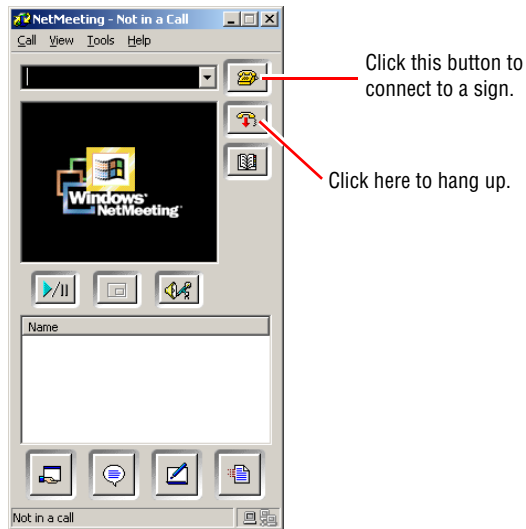 NetMeeting - Not in a Call
Call View Tools Help
Click this button to
connect to a sign.
Click here to hang up.
Windows
NetMeeting
Name
Not in a call